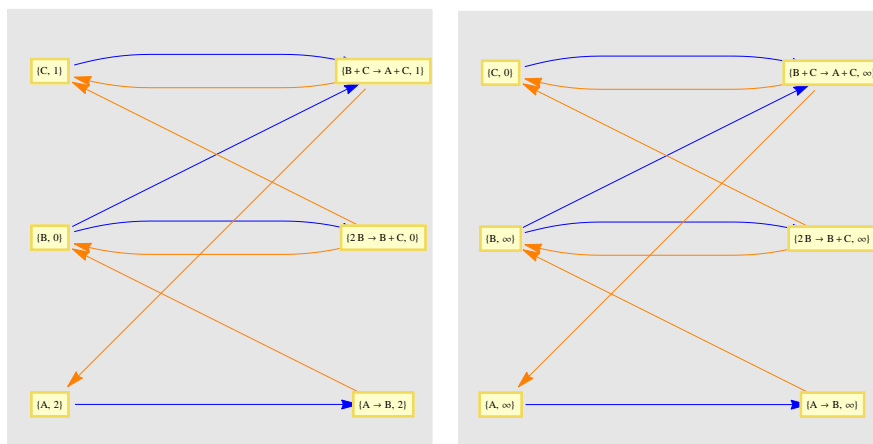 {C, 1}
{B + C → A + C, 1}
{B, 0}
{2 B → B + C, 0}
{A, 2}
{A → B, 2}
{C, 0}
{B + C → A + C, ∞}
{B, ∞}
{2 B → B + C, ∞}
{A, ∞}
{A → B, ∞}